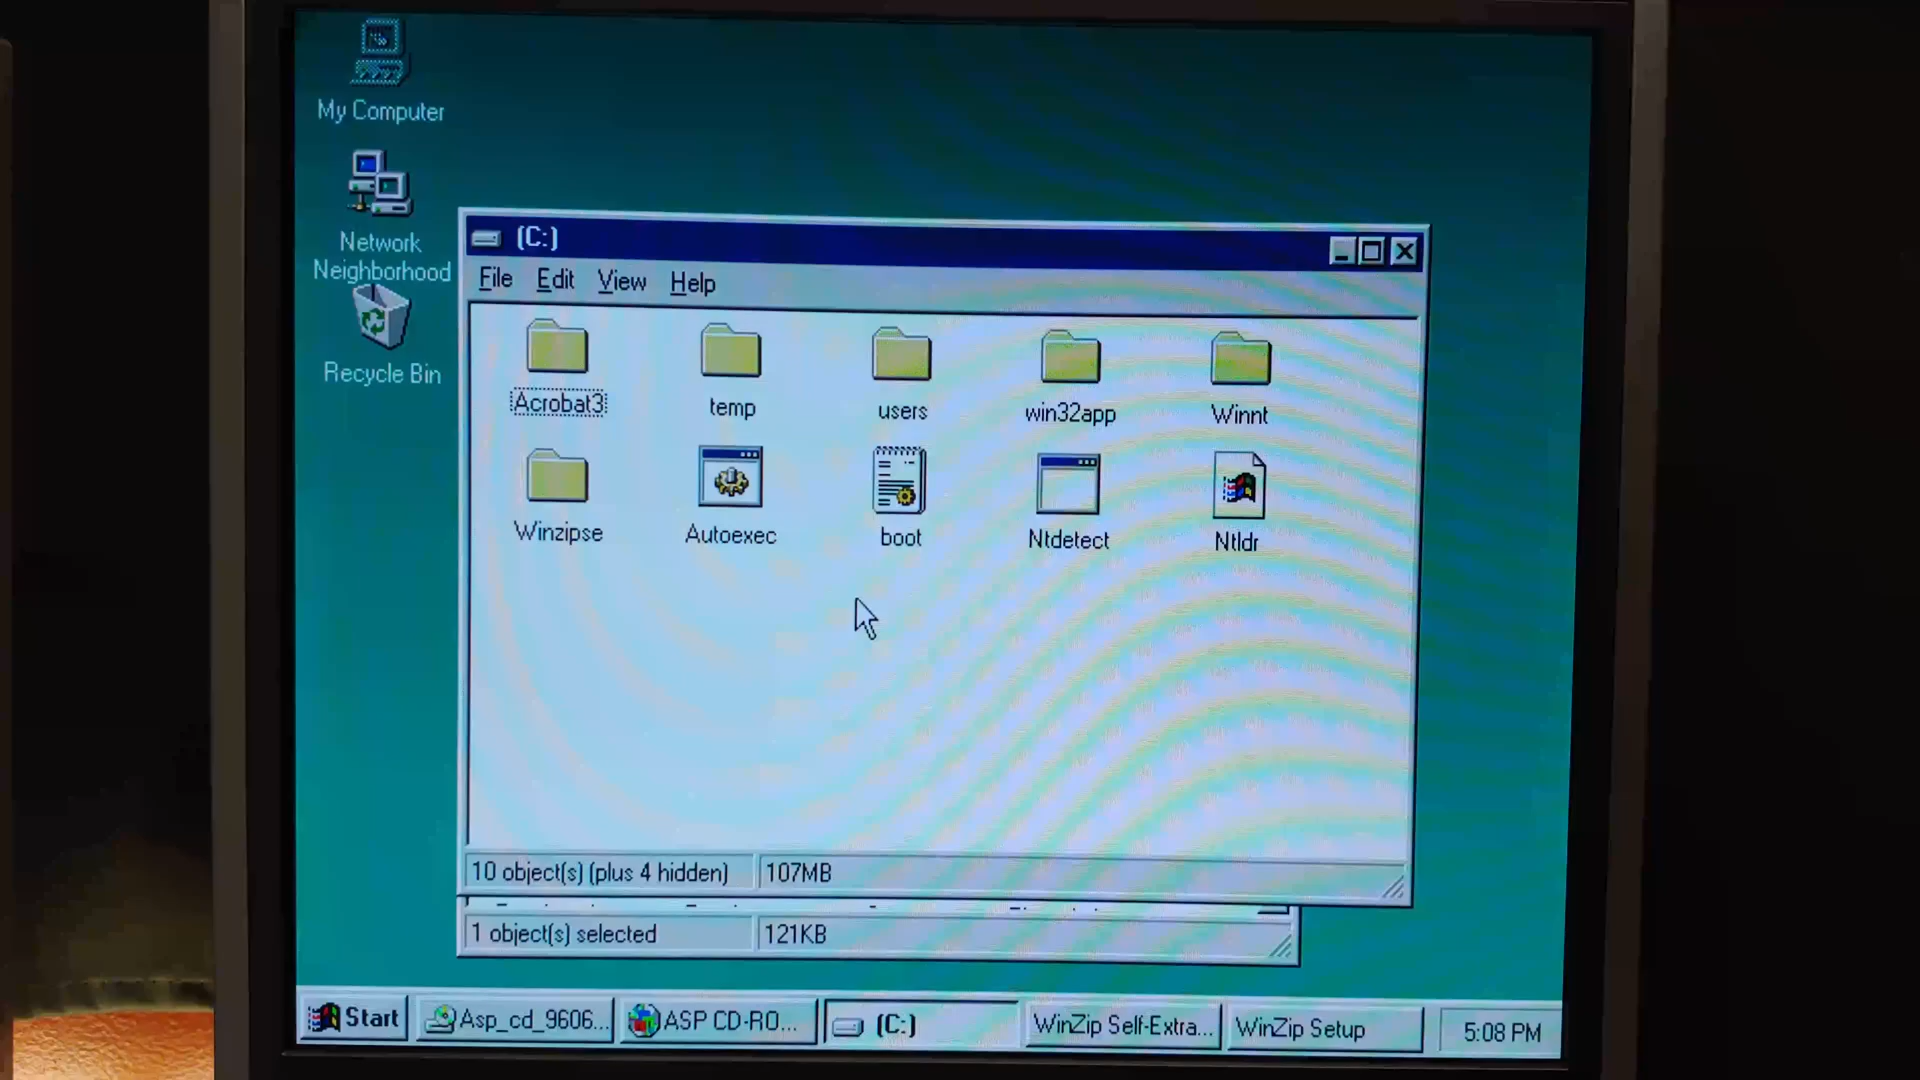 My Computer
Network
Neighborhood
Recycle Bin
(C:)
File Edit View Help
Acrobat3 temp users win32app Winnt
Winzipse Autoexec boot Ntdetect Ntldr
10 object(s) (plus 4 hidden) 107MB
1 object(s) selected 121KB
Start Asp_cd_9606... ASP CD-RO... (C:) WinZip Self-Extra... WinZip Setup 5:08 PM